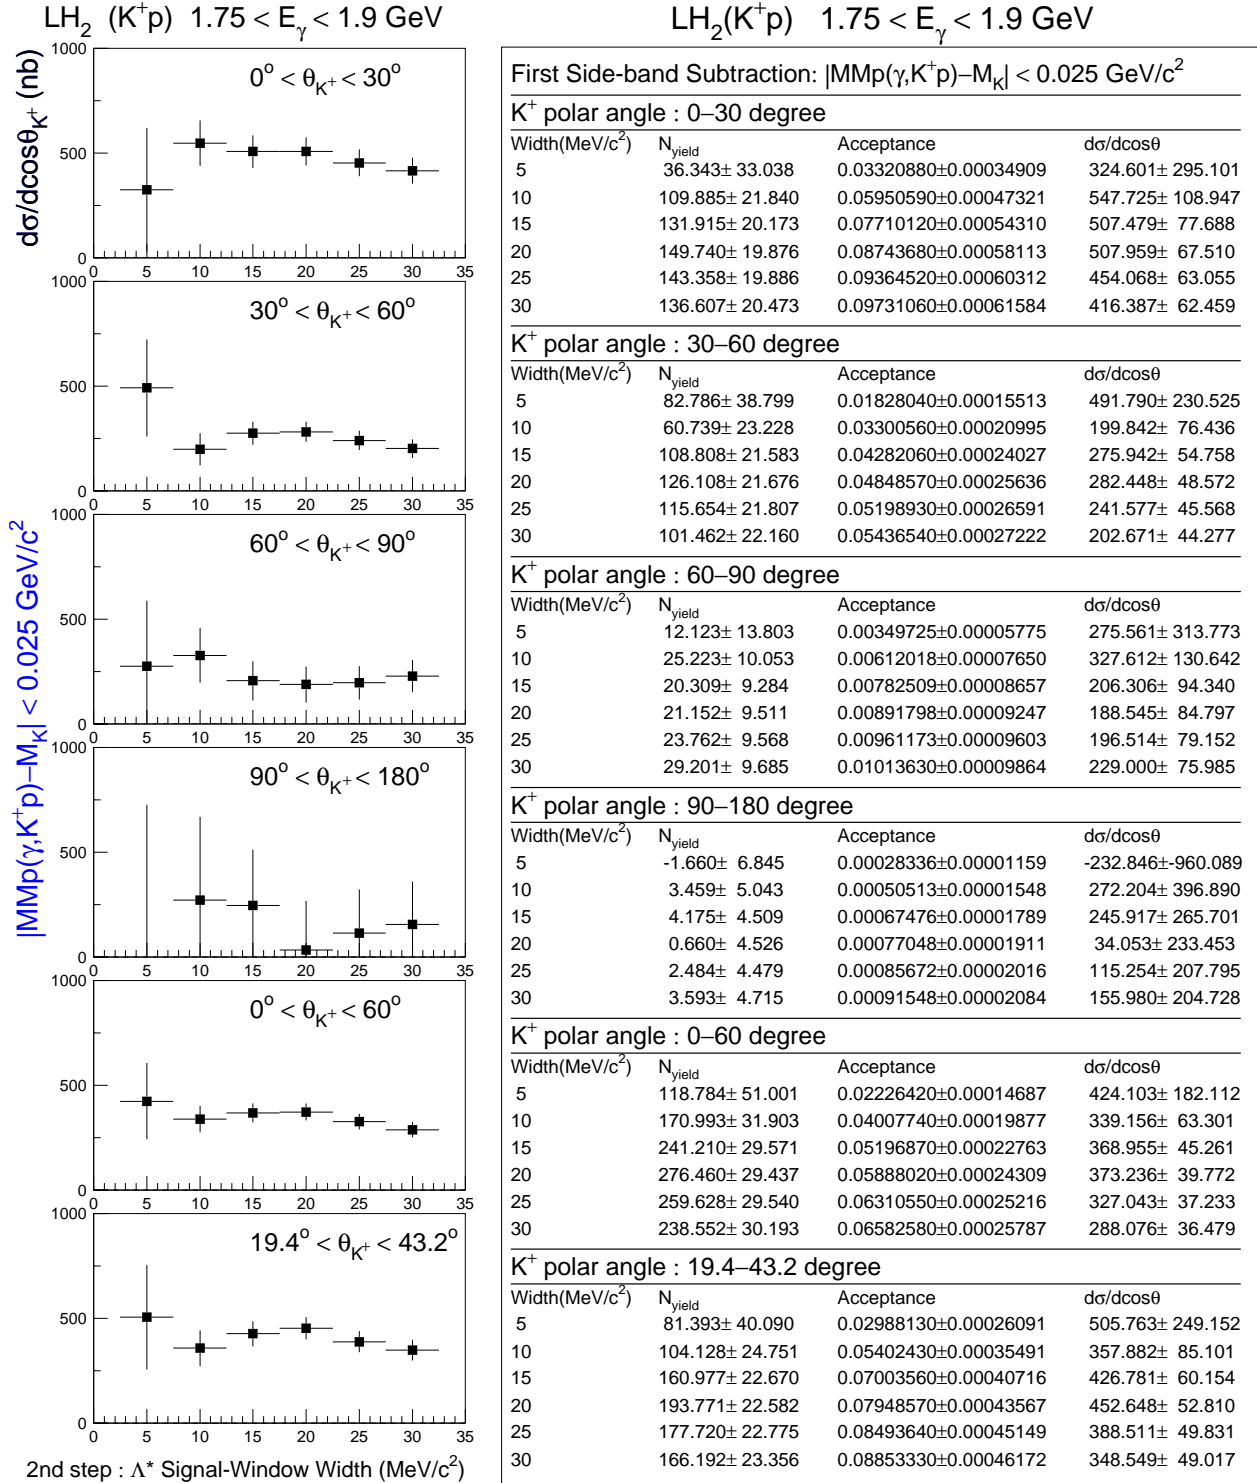 LH2 (K+p) 1.75 < Eγ < 1.9 GeV
dσ/dcosθK+ (nb)
|MMp(γ,K+p)−MK| < 0.025 GeV/c2
0o < θK+ < 30o
1000
500
0
0 5 10 15 20 25 30 35
30o < θK+ < 60o
1000
500
0
0 5 10 15 20 25 30 35
60o < θK+ < 90o
1000
500
0
0 5 10 15 20 25 30 35
90o < θK+ < 180o
1000
500
0
0 5 10 15 20 25 30 35
0o < θK+ < 60o
1000
500
0
0 5 10 15 20 25 30 35
19.4o < θK+ < 43.2o
1000
500
0
0 5 10 15 20 25 30 35
2nd step : Λ* Signal-Window Width (MeV/c2)
LH2(K+p) 1.75 < Eγ < 1.9 GeV
First Side-band Subtraction: |MMp(γ,K+p)−MK| < 0.025 GeV/c2
K+ polar angle : 0−30 degree
Width(MeV/c2) Nyield Acceptance dσ/dcosθ
5 36.343± 33.038 0.03320880±0.00034909 324.601± 295.101
10 109.885± 21.840 0.05950590±0.00047321 547.725± 108.947
15 131.915± 20.173 0.07710120±0.00054310 507.479± 77.688
20 149.740± 19.876 0.08743680±0.00058113 507.959± 67.510
25 143.358± 19.886 0.09364520±0.00060312 454.068± 63.055
30 136.607± 20.473 0.09731060±0.00061584 416.387± 62.459
K+ polar angle : 30−60 degree
Width(MeV/c2) Nyield Acceptance dσ/dcosθ
5 82.786± 38.799 0.01828040±0.00015513 491.790± 230.525
10 60.739± 23.228 0.03300560±0.00020995 199.842± 76.436
15 108.808± 21.583 0.04282060±0.00024027 275.942± 54.758
20 126.108± 21.676 0.04848570±0.00025636 282.448± 48.572
25 115.654± 21.807 0.05198930±0.00026591 241.577± 45.568
30 101.462± 22.160 0.05436540±0.00027222 202.671± 44.277
K+ polar angle : 60−90 degree
Width(MeV/c2) Nyield Acceptance dσ/dcosθ
5 12.123± 13.803 0.00349725±0.00005775 275.561± 313.773
10 25.223± 10.053 0.00612018±0.00007650 327.612± 130.642
15 20.309± 9.284 0.00782509±0.00008657 206.306± 94.340
20 21.152± 9.511 0.00891798±0.00009247 188.545± 84.797
25 23.762± 9.568 0.00961173±0.00009603 196.514± 79.152
30 29.201± 9.685 0.01013630±0.00009864 229.000± 75.985
K+ polar angle : 90−180 degree
Width(MeV/c2) Nyield Acceptance dσ/dcosθ
5 -1.660± 6.845 0.00028336±0.00001159 -232.846±-960.089
10 3.459± 5.043 0.00050513±0.00001548 272.204± 396.890
15 4.175± 4.509 0.00067476±0.00001789 245.917± 265.701
20 0.660± 4.526 0.00077048±0.00001911 34.053± 233.453
25 2.484± 4.479 0.00085672±0.00002016 115.254± 207.795
30 3.593± 4.715 0.00091548±0.00002084 155.980± 204.728
K+ polar angle : 0−60 degree
Width(MeV/c2) Nyield Acceptance dσ/dcosθ
5 118.784± 51.001 0.02226420±0.00014687 424.103± 182.112
10 170.993± 31.903 0.04007740±0.00019877 339.156± 63.301
15 241.210± 29.571 0.05196870±0.00022763 368.955± 45.261
20 276.460± 29.437 0.05888020±0.00024309 373.236± 39.772
25 259.628± 29.540 0.06310550±0.00025216 327.043± 37.233
30 238.552± 30.193 0.06582580±0.00025787 288.076± 36.479
K+ polar angle : 19.4−43.2 degree
Width(MeV/c2) Nyield Acceptance dσ/dcosθ
5 81.393± 40.090 0.02988130±0.00026091 505.763± 249.152
10 104.128± 24.751 0.05402430±0.00035491 357.882± 85.101
15 160.977± 22.670 0.07003560±0.00040716 426.781± 60.154
20 193.771± 22.582 0.07948570±0.00043567 452.648± 52.810
25 177.720± 22.775 0.08493640±0.00045149 388.511± 49.831
30 166.192± 23.356 0.08853330±0.00046172 348.549± 49.017